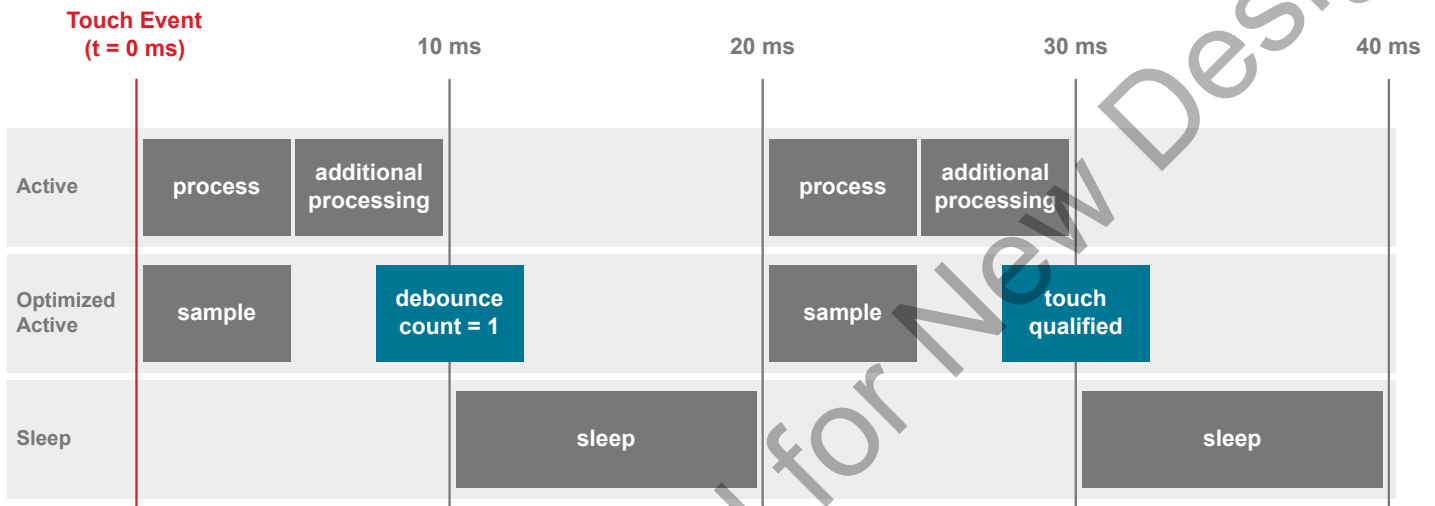 Touch Event
(t = 0 ms)
10 ms
20 ms
30 ms
40 ms
Active
process
additional
processing
process
additional
processing
Optimized
Active
sample
debounce
count = 1
sample
touch
qualified
Sleep
sleep
sleep
for New